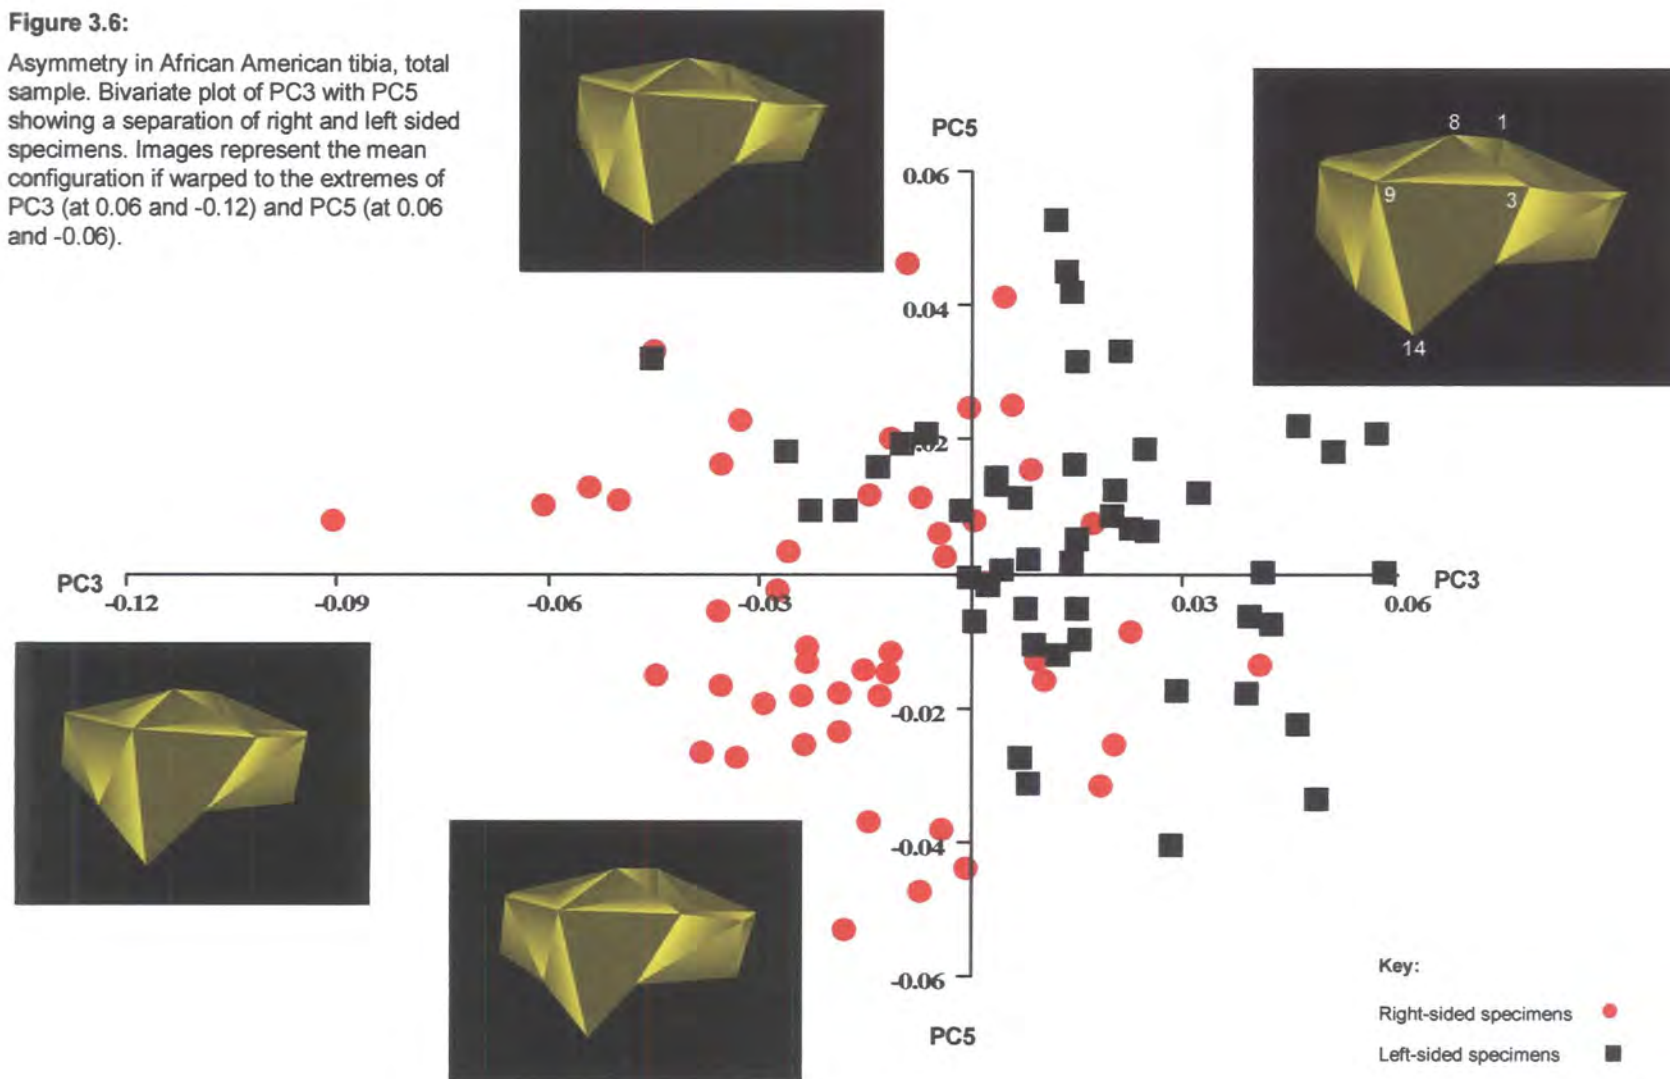 Figure 3.6:
Asymmetry in African American tibia, total
sample. Bivariate plot of PC3 with PC5
showing a separation of right and left sided
specimens. Images represent the mean
configuration if warped to the extremes of
PC3 (at 0.06 and -0.12) and PC5 (at 0.06
and -0.06).
PC5
0.06
0.04
0.02
8 1
9 3
14
PC3
-0.12 -0.09 -0.06 -0.03 0.03 0.06
PC3
-0.02
-0.04
-0.06
PC5
Key:
Right-sided specimens
Left-sided specimens